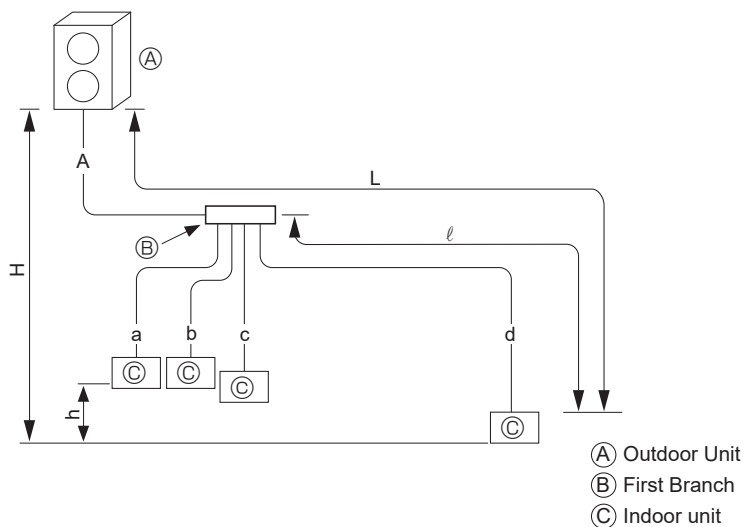 Ⓐ
A
L
Ⓑ
ℓ
H
a
b
c
d
Ⓒ
Ⓒ
Ⓒ
h
Ⓒ
Ⓐ Outdoor Unit
Ⓑ First Branch
Ⓒ Indoor unit